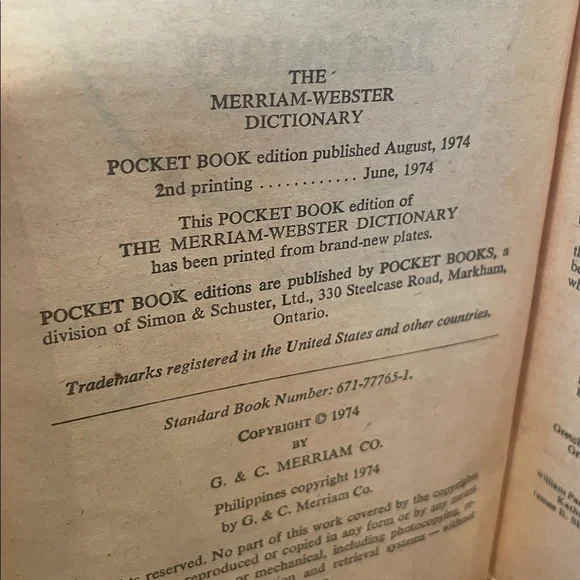 THE
MERRIAM-WEBSTER
DICTIONARY
POCKET BOOK edition published August, 1974
2nd printing ............ June, 1974
This POCKET BOOK edition of
THE MERRIAM-WEBSTER DICTIONARY
has been printed from brand-new plates.
POCKET BOOK editions are published by POCKET BOOKS, a
division of Simon & Schuster, Ltd., 330 Steelcase Road, Markham,
Ontario.
Trademarks registered in the United States and other countries.
Standard Book Number: 671-77765-1.
COPYRIGHT © 1974
BY
G. & C. MERRIAM CO.
Philippines copyright 1974
by G. & C. Merriam Co.
reserved. No part of this work covered by the copyrights
reproduced or copied in any form or by any means
or mechanical, including photocopying,
and retrieval systems — without